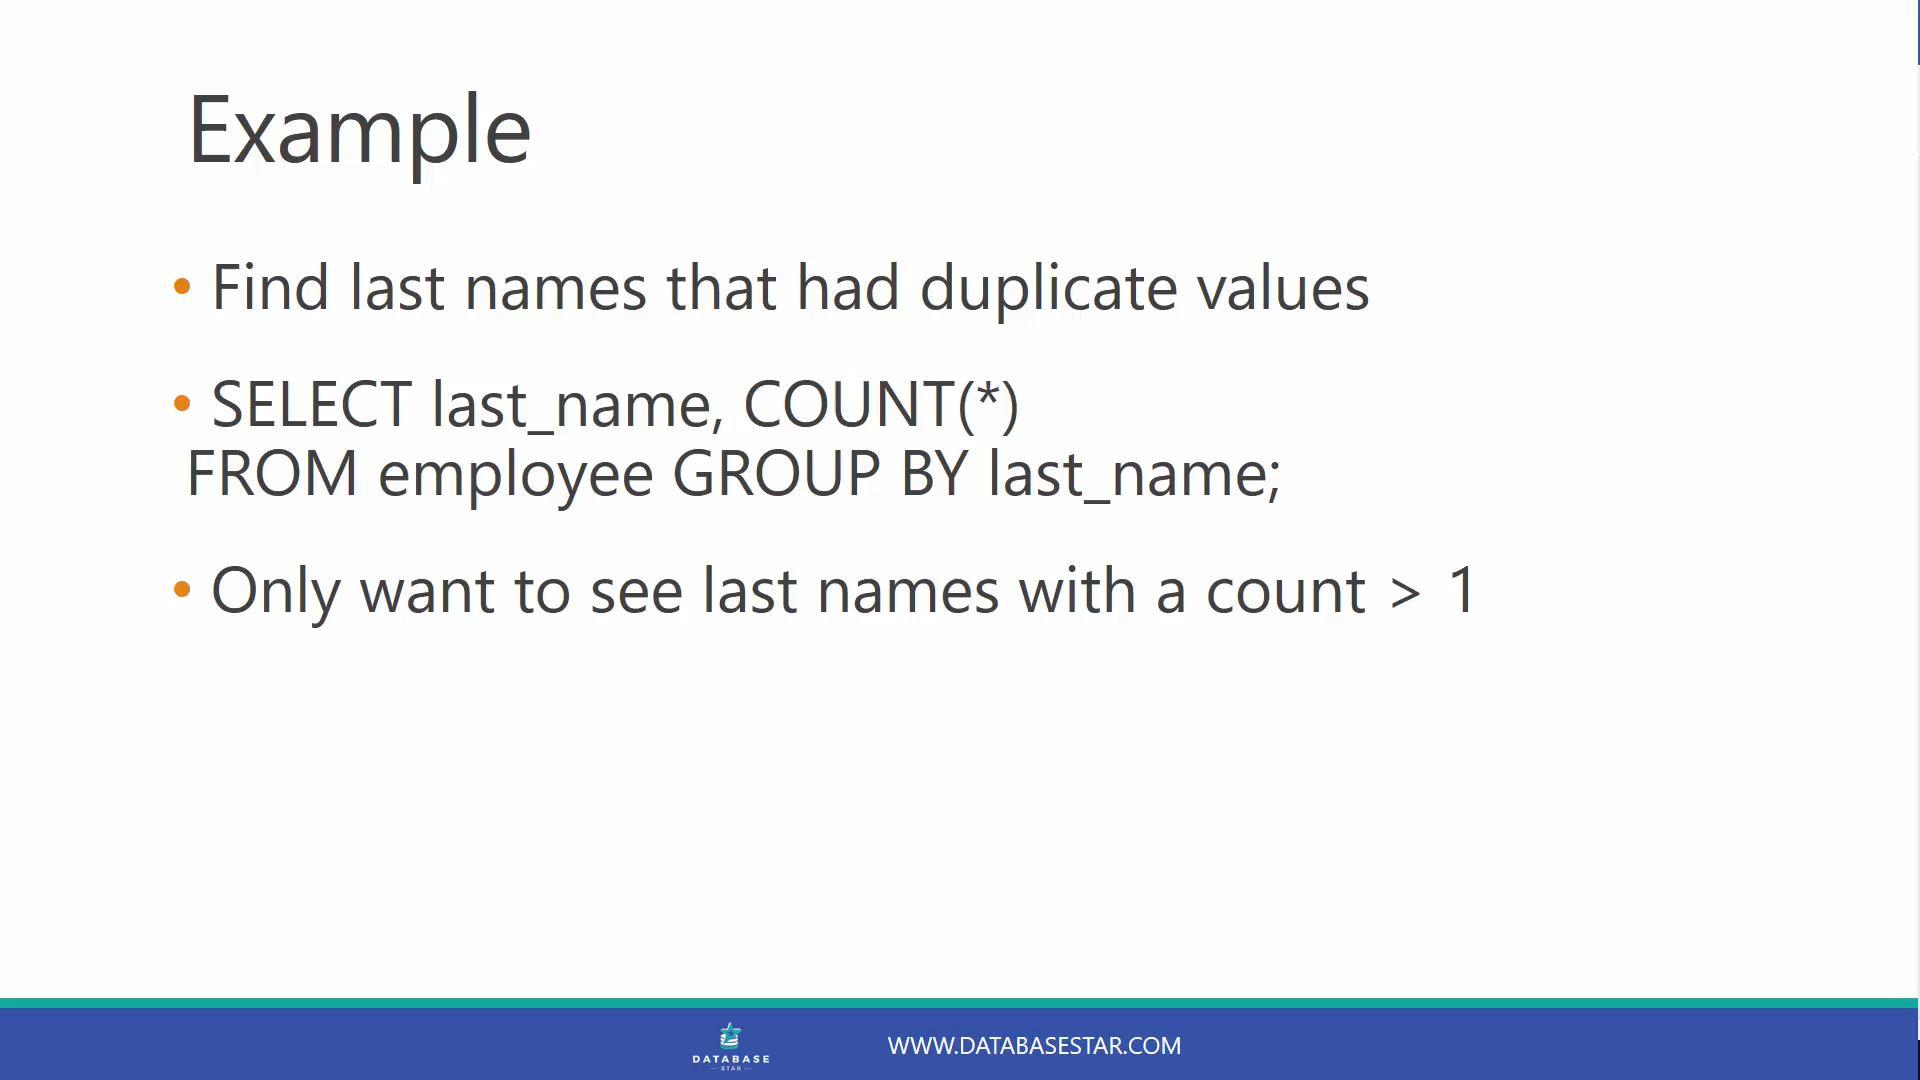 Example
• Find last names that had duplicate values
• SELECT last_name, COUNT(*)
FROM employee GROUP BY last_name;
• Only want to see last names with a count > 1
DATABASE
STAR
WWW.DATABASESTAR.COM